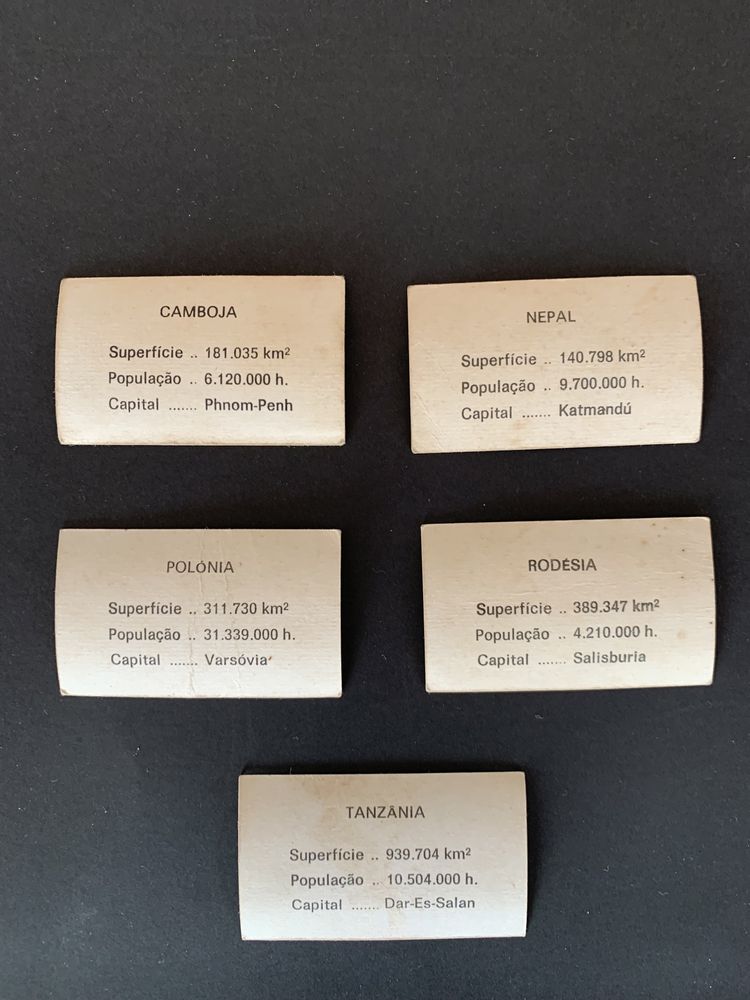 CAMBOJA
Superfície .. 181.035 km²
População .. 6.120.000 h.
Capital ....... Phnom-Penh
NEPAL
Superfície .. 140.798 km²
População .. 9.700.000 h.
Capital ....... Katmandú
POLÓNIA
Superfície .. 311.730 km²
População .. 31.339.000 h.
Capital ....... Varsóvia
RODÉSIA
Superfície .. 389.347 km²
População .. 4.210.000 h.
Capital ....... Salisburia
TANZÂNIA
Superfície .. 939.704 km²
População .. 10.504.000 h.
Capital ....... Dar-Es-Salan